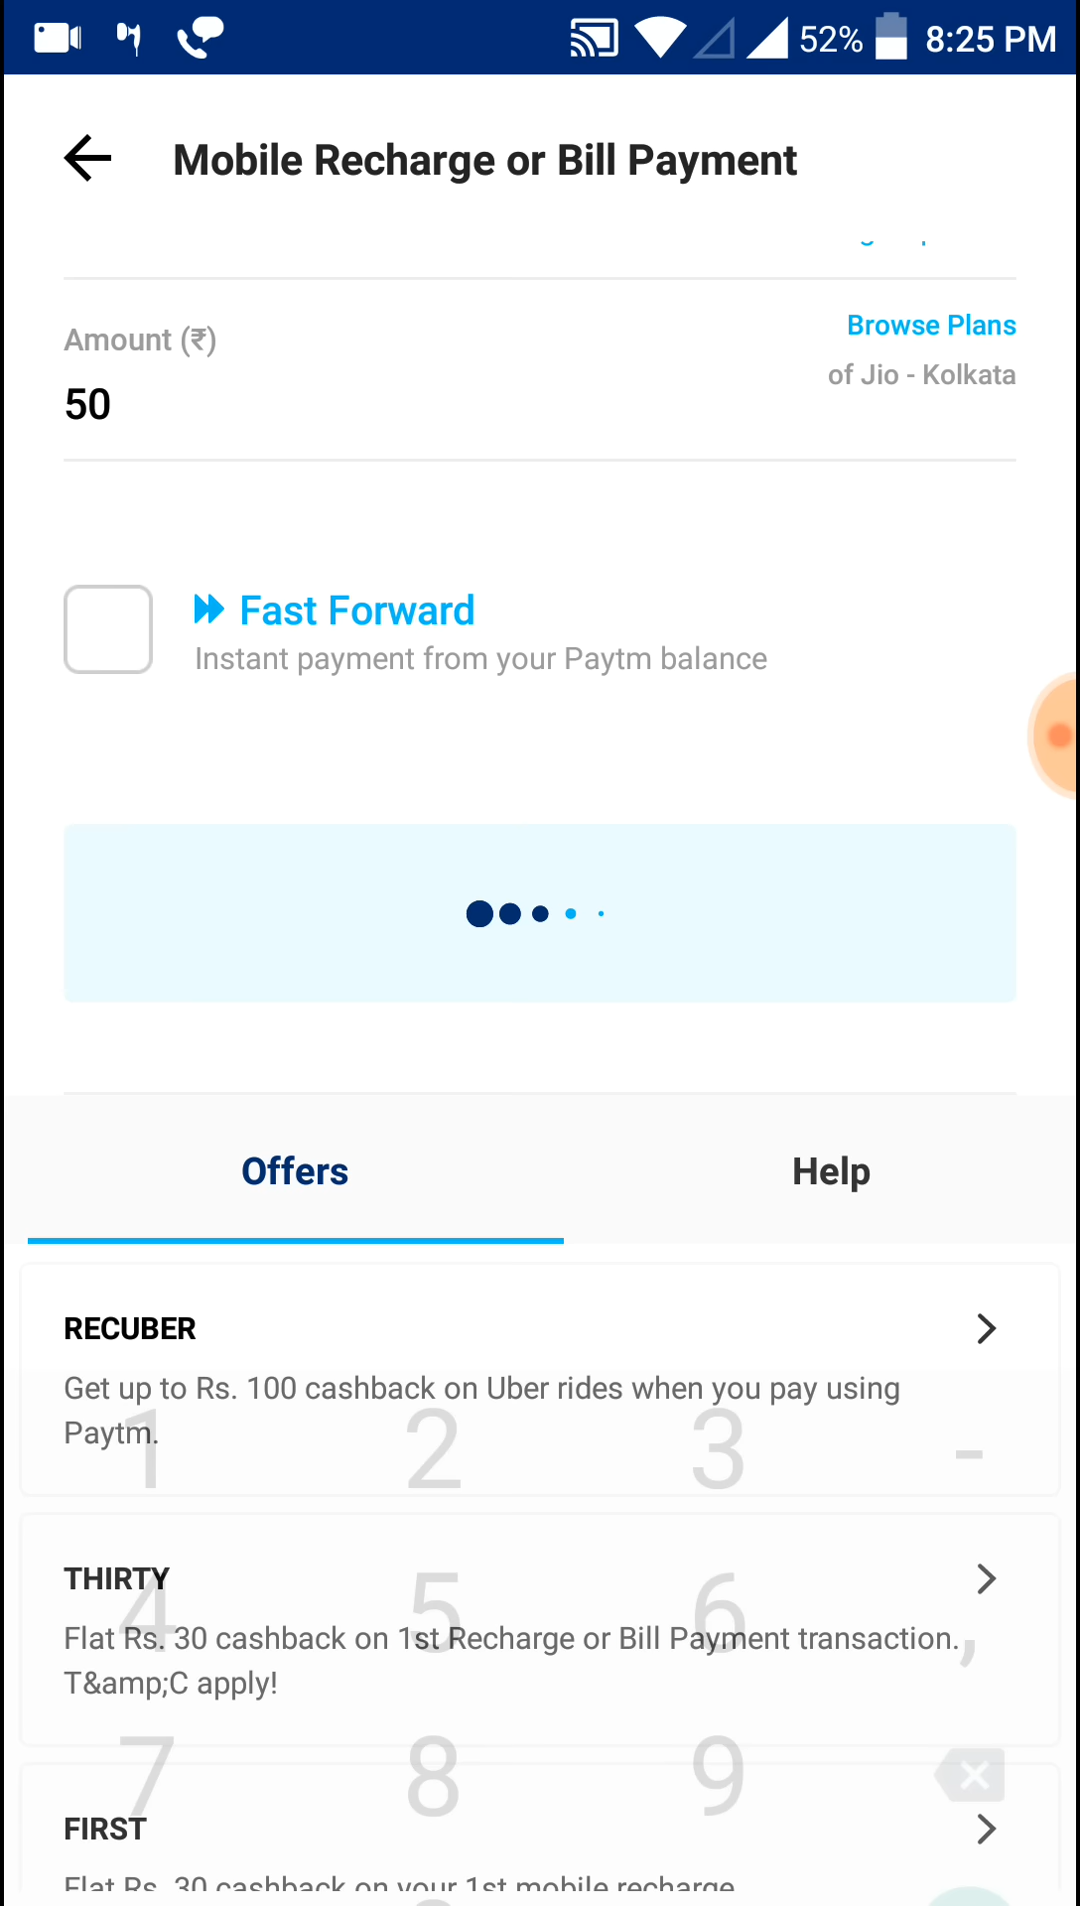 52% 8:25 PM
Mobile Recharge or Bill Payment
Amount (₹)
Browse Plans
50
of Jio - Kolkata
Fast Forward
Instant payment from your Paytm balance
Offers
Help
RECUBER
Get up to Rs. 100 cashback on Uber rides when you pay using
Paytm.
1 2 3 -
THIRTY
4 5 6 ,
Flat Rs. 30 cashback on 1st Recharge or Bill Payment transaction.
T&amp;C apply!
7 8 9
FIRST
Flat Rs. 30 cashback on your 1st mobile recharge